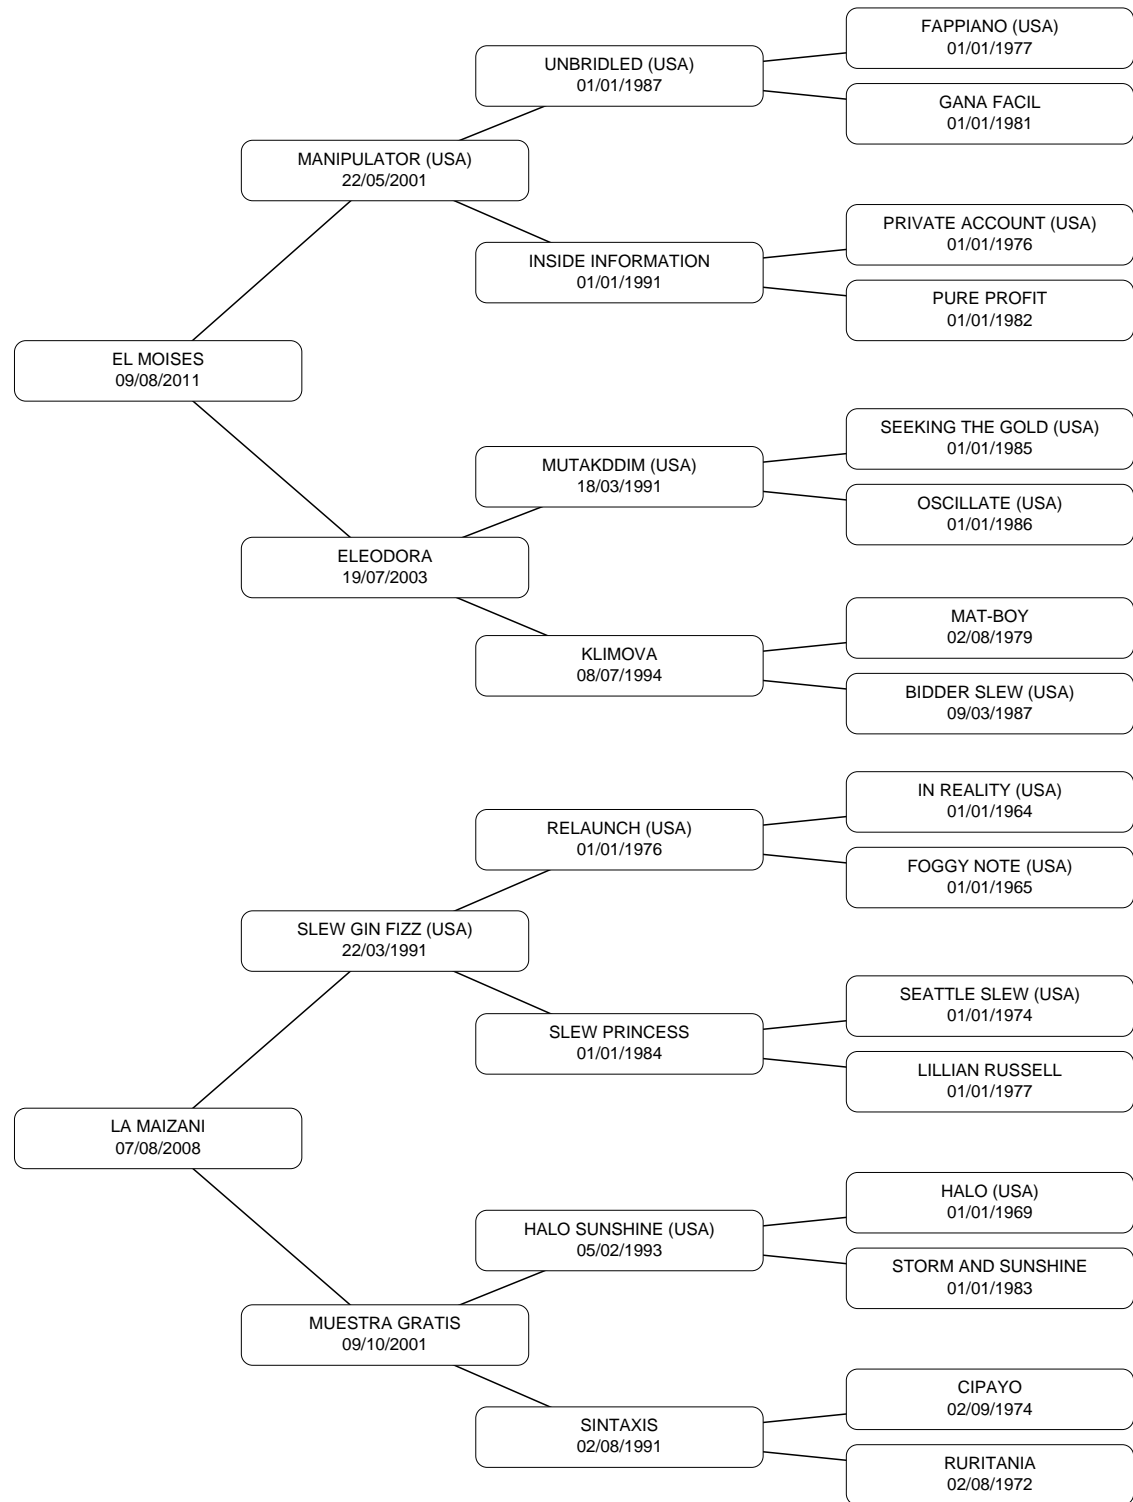 FAPPIANO (USA)
01/01/1977
UNBRIDLED (USA)
01/01/1987
GANA FACIL
01/01/1981
MANIPULATOR (USA)
22/05/2001
PRIVATE ACCOUNT (USA)
01/01/1976
INSIDE INFORMATION
01/01/1991
PURE PROFIT
01/01/1982
EL MOISES
09/08/2011
SEEKING THE GOLD (USA)
01/01/1985
MUTAKDDIM (USA)
18/03/1991
OSCILLATE (USA)
01/01/1986
ELEODORA
19/07/2003
MAT-BOY
02/08/1979
KLIMOVA
08/07/1994
BIDDER SLEW (USA)
09/03/1987
IN REALITY (USA)
01/01/1964
RELAUNCH (USA)
01/01/1976
FOGGY NOTE (USA)
01/01/1965
SLEW GIN FIZZ (USA)
22/03/1991
SEATTLE SLEW (USA)
01/01/1974
SLEW PRINCESS
01/01/1984
LILLIAN RUSSELL
01/01/1977
LA MAIZANI
07/08/2008
HALO (USA)
01/01/1969
HALO SUNSHINE (USA)
05/02/1993
STORM AND SUNSHINE
01/01/1983
MUESTRA GRATIS
09/10/2001
CIPAYO
02/09/1974
SINTAXIS
02/08/1991
RURITANIA
02/08/1972